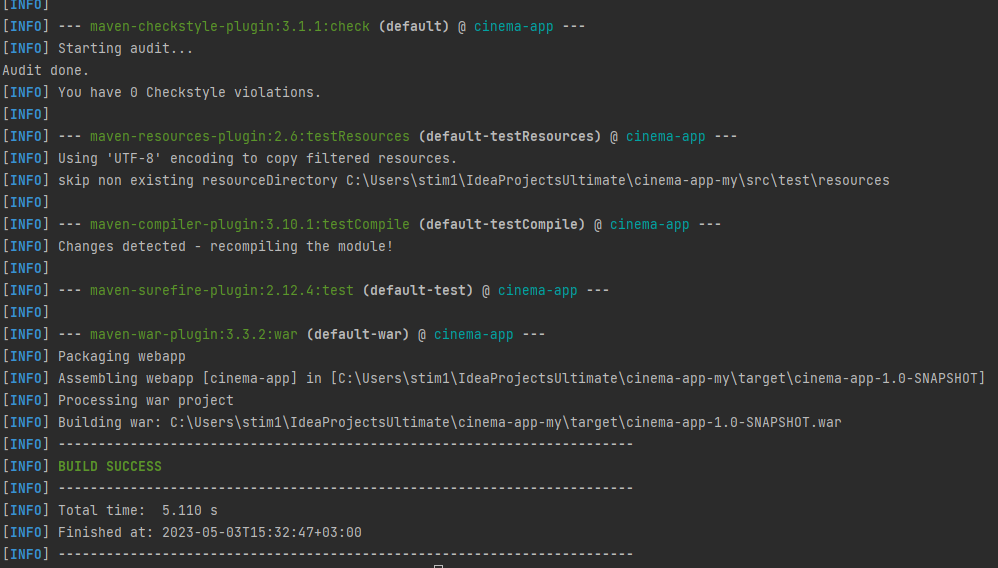 [INFO]
[INFO] --- maven-checkstyle-plugin:3.1.1:check (default) @ cinema-app ---
[INFO] Starting audit...
Audit done.
[INFO] You have 0 Checkstyle violations.
[INFO]
[INFO] --- maven-resources-plugin:2.6:testResources (default-testResources) @ cinema-app ---
[INFO] Using 'UTF-8' encoding to copy filtered resources.
[INFO] skip non existing resourceDirectory C:\Users\stim1\IdeaProjectsUltimate\cinema-app-my\src\test\resources
[INFO]
[INFO] --- maven-compiler-plugin:3.10.1:testCompile (default-testCompile) @ cinema-app ---
[INFO] Changes detected - recompiling the module!
[INFO]
[INFO] --- maven-surefire-plugin:2.12.4:test (default-test) @ cinema-app ---
[INFO]
[INFO] --- maven-war-plugin:3.3.2:war (default-war) @ cinema-app ---
[INFO] Packaging webapp
[INFO] Assembling webapp [cinema-app] in [C:\Users\stim1\IdeaProjectsUltimate\cinema-app-my\target\cinema-app-1.0-SNAPSHOT]
[INFO] Processing war project
[INFO] Building war: C:\Users\stim1\IdeaProjectsUltimate\cinema-app-my\target\cinema-app-1.0-SNAPSHOT.war
[INFO] ------------------------------------------------------------------------
[INFO] BUILD SUCCESS
[INFO] ------------------------------------------------------------------------
[INFO] Total time:  5.110 s
[INFO] Finished at: 2023-05-03T15:32:47+03:00
[INFO] ------------------------------------------------------------------------